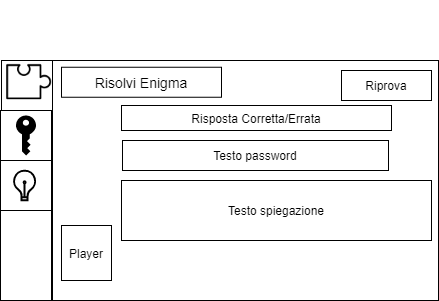 Risolvi Enigma
Riprova
Risposta Corretta/Errata
Testo password
Testo spiegazione
Player